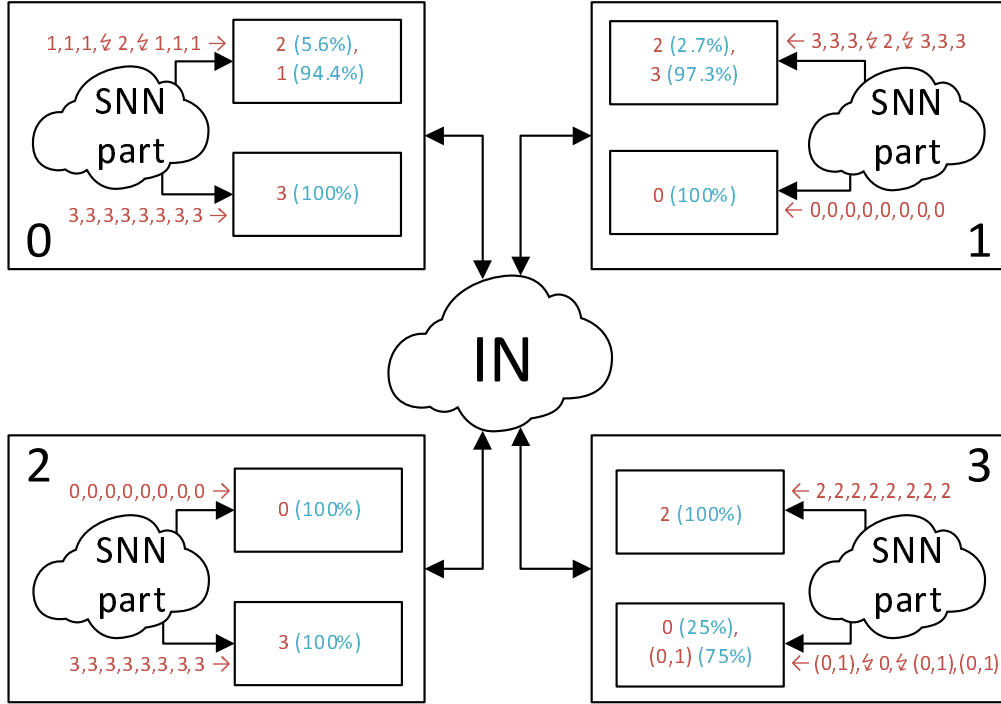 1,1,1,↯ 2,↯ 1,1,1 →
2 (5.6%),
1 (94.4%)
SNN
part
3 (100%)
3,3,3,3,3,3,3,3 →
0
2 (2.7%),
3 (97.3%)
← 3,3,3,↯ 2,↯ 3,3,3
SNN
part
0 (100%)
← 0,0,0,0,0,0,0,0
1
IN
2
0,0,0,0,0,0,0,0 →
0 (100%)
SNN
part
3 (100%)
3,3,3,3,3,3,3,3 →
3
← 2,2,2,2,2,2,2,2
2 (100%)
SNN
part
0 (25%),
(0,1) (75%)
← (0,1),↯ 0,↯ (0,1),(0,1)